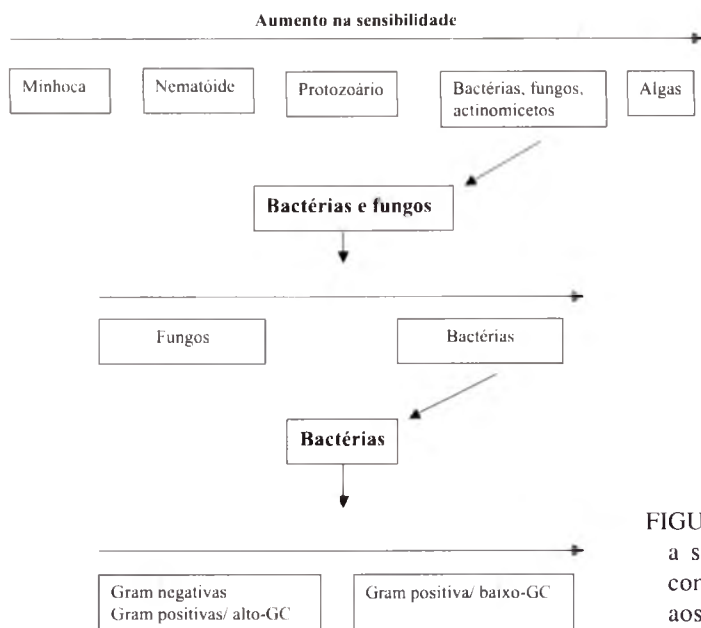 Aumento na sensibilidade
Minhoca
Nematóide
Protozoário
Bactérias, fungos,
actinomicetos
Algas
Bactérias e fungos
Fungos
Bactérias
Bactérias
Gram negativas
Gram positivas/ alto-GC
Gram positiva/ baixo-GC
FIGU
a s
con
aos